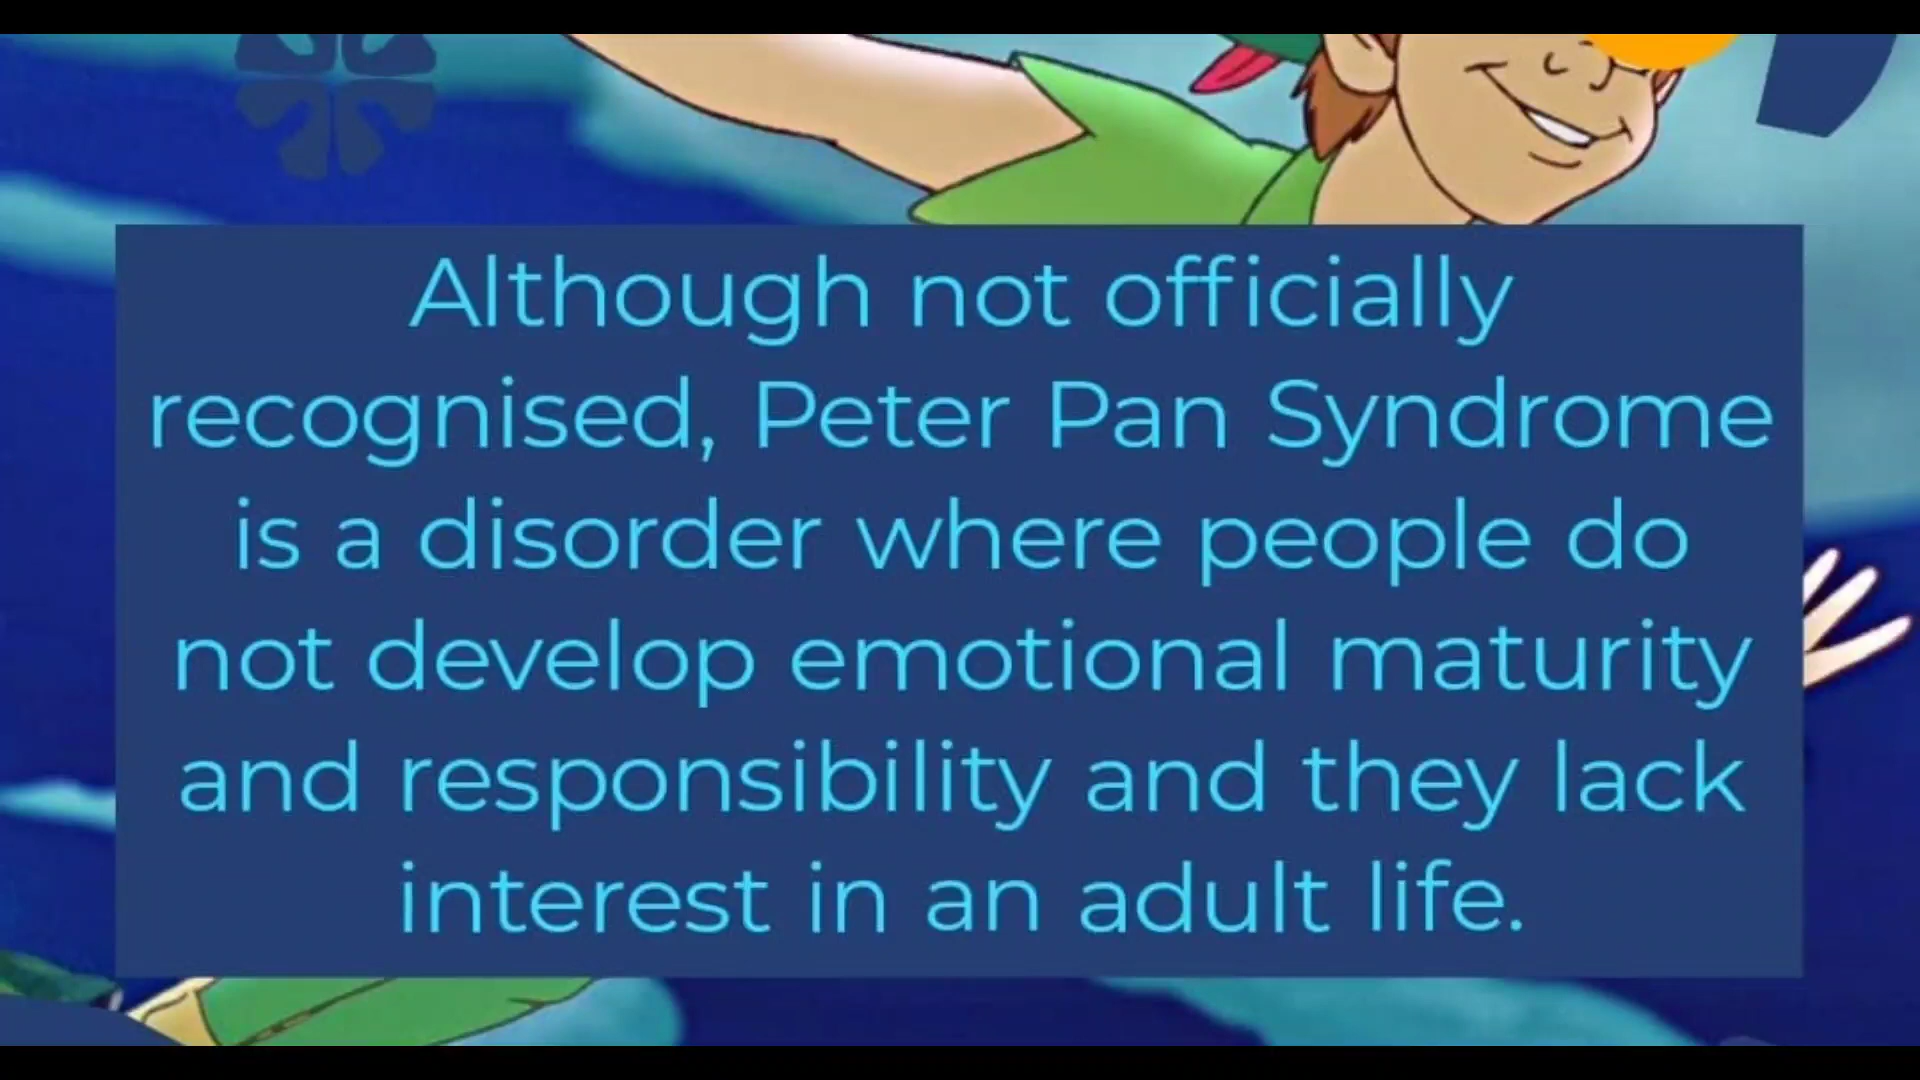 Although not officially
recognised, Peter Pan Syndrome
is a disorder where people do
not develop emotional maturity
and responsibility and they lack
interest in an adult life.